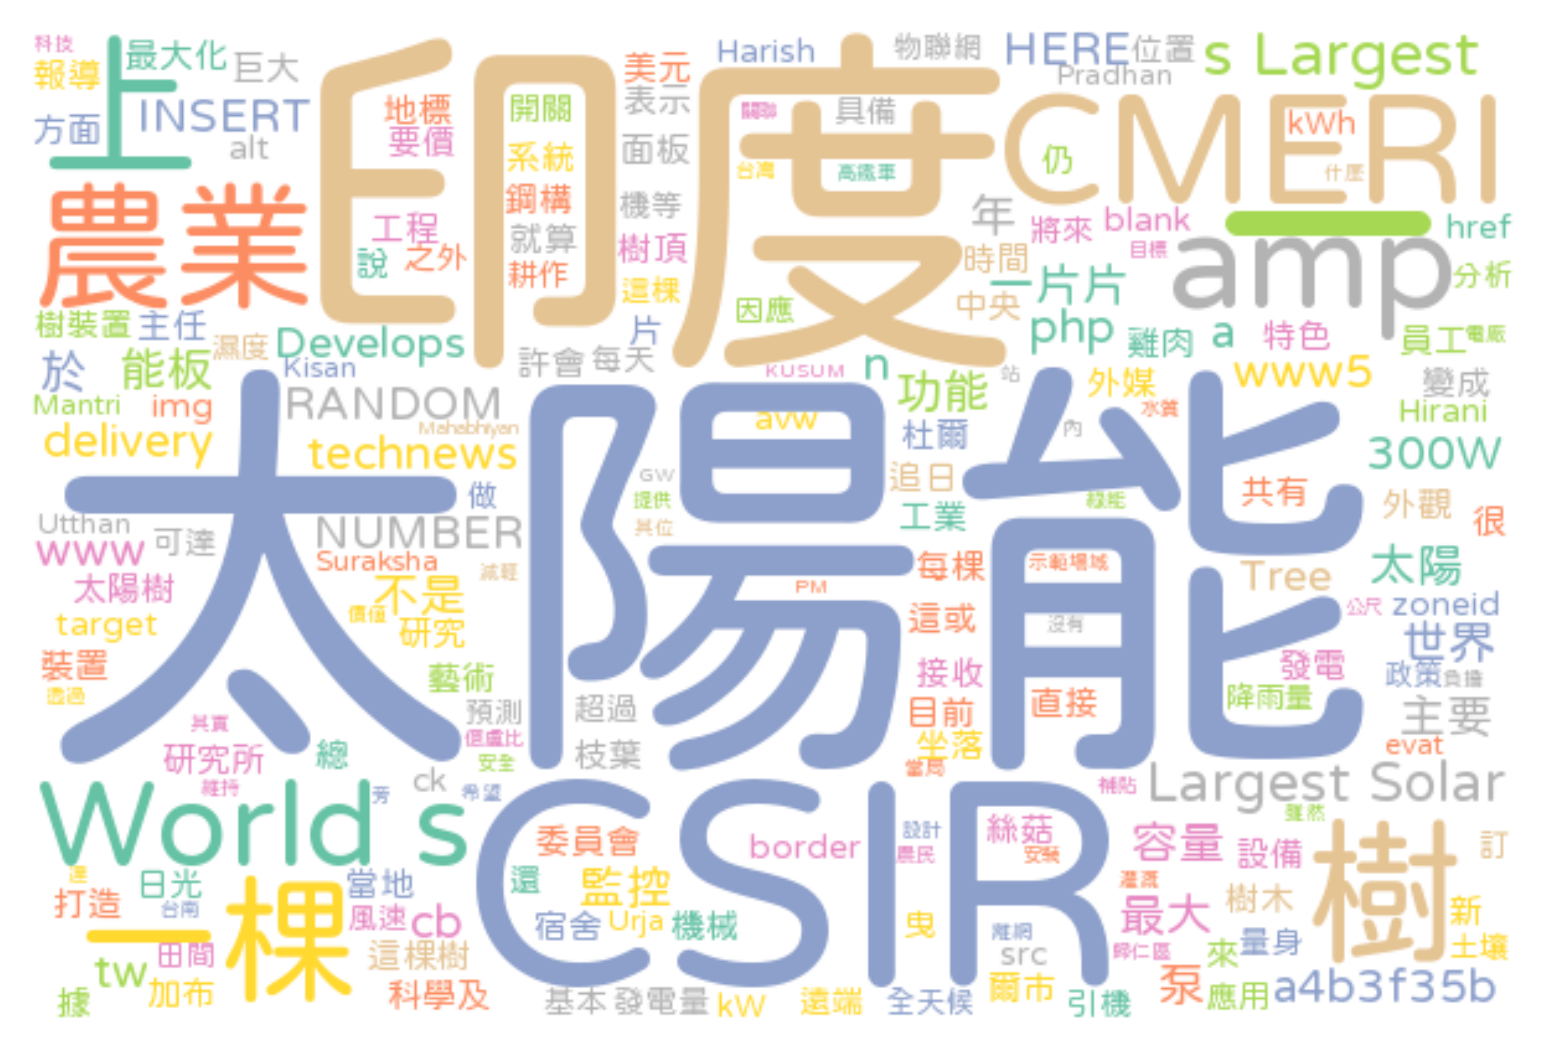 科技
最大化
巨大
報導
上
INSERT
方面
alt
農業
印度
地標
要價
開關
系統
鋼構
工程
就算
說
之外
耕作
美元
表示
面板
機等
樹頂
這棵
片
Harish
物聯網
HERE
位置
s Largest
Pradhan
具備
CMERI
kWh
仍
台灣
年
將來
blank
目標
href
amp
分析
時間
一片片
中央
因應
php
雞肉
a
特色
員工
電廠
樹裝置
主任
濕度
Develops
Kisan
許會
每天
於
能板
KUSUM
n
站
功能
外媒
www5
變成
Mantri
img
RANDOM
Mahabhiyan
avw
水質
Hirani
delivery
technews
杜爾
內
300W
太陽能
追日
GW
提供
綠能
共有
外觀
很
Utthan
做
www
可達
NUMBER
其位
工業
Suraksha
減輕
每棵
示範場域
太陽
太陽樹
不是
價值
PM
Tree
公尺
zoneid
target
研究
這或
沒有
世界
裝置
藝術
接收
發電
政策
負擔
透過
預測
超過
目前
直接
降雨量
主要
其實
坐落
evat
研究所
總
安全
枝葉
當局
維持
ck
旁
希望
補貼
Largest Solar
雖然
World s
CSIR
委員會
border
設計
農民
絲菇
安裝
容量
設備
樹
訂
達
日光
當地
還
監控
灌溉
打造
台南
一棵
風速
cb
宿舍
Urja
機械
曳
離網
最大
樹木
新
田間
這棵樹
src
歸仁區
來
量身
土壤
tw
加布
科學及
據
基本
發電量
kW
遠端
全天候
爾市
引機
泵
應用
a4b3f35b